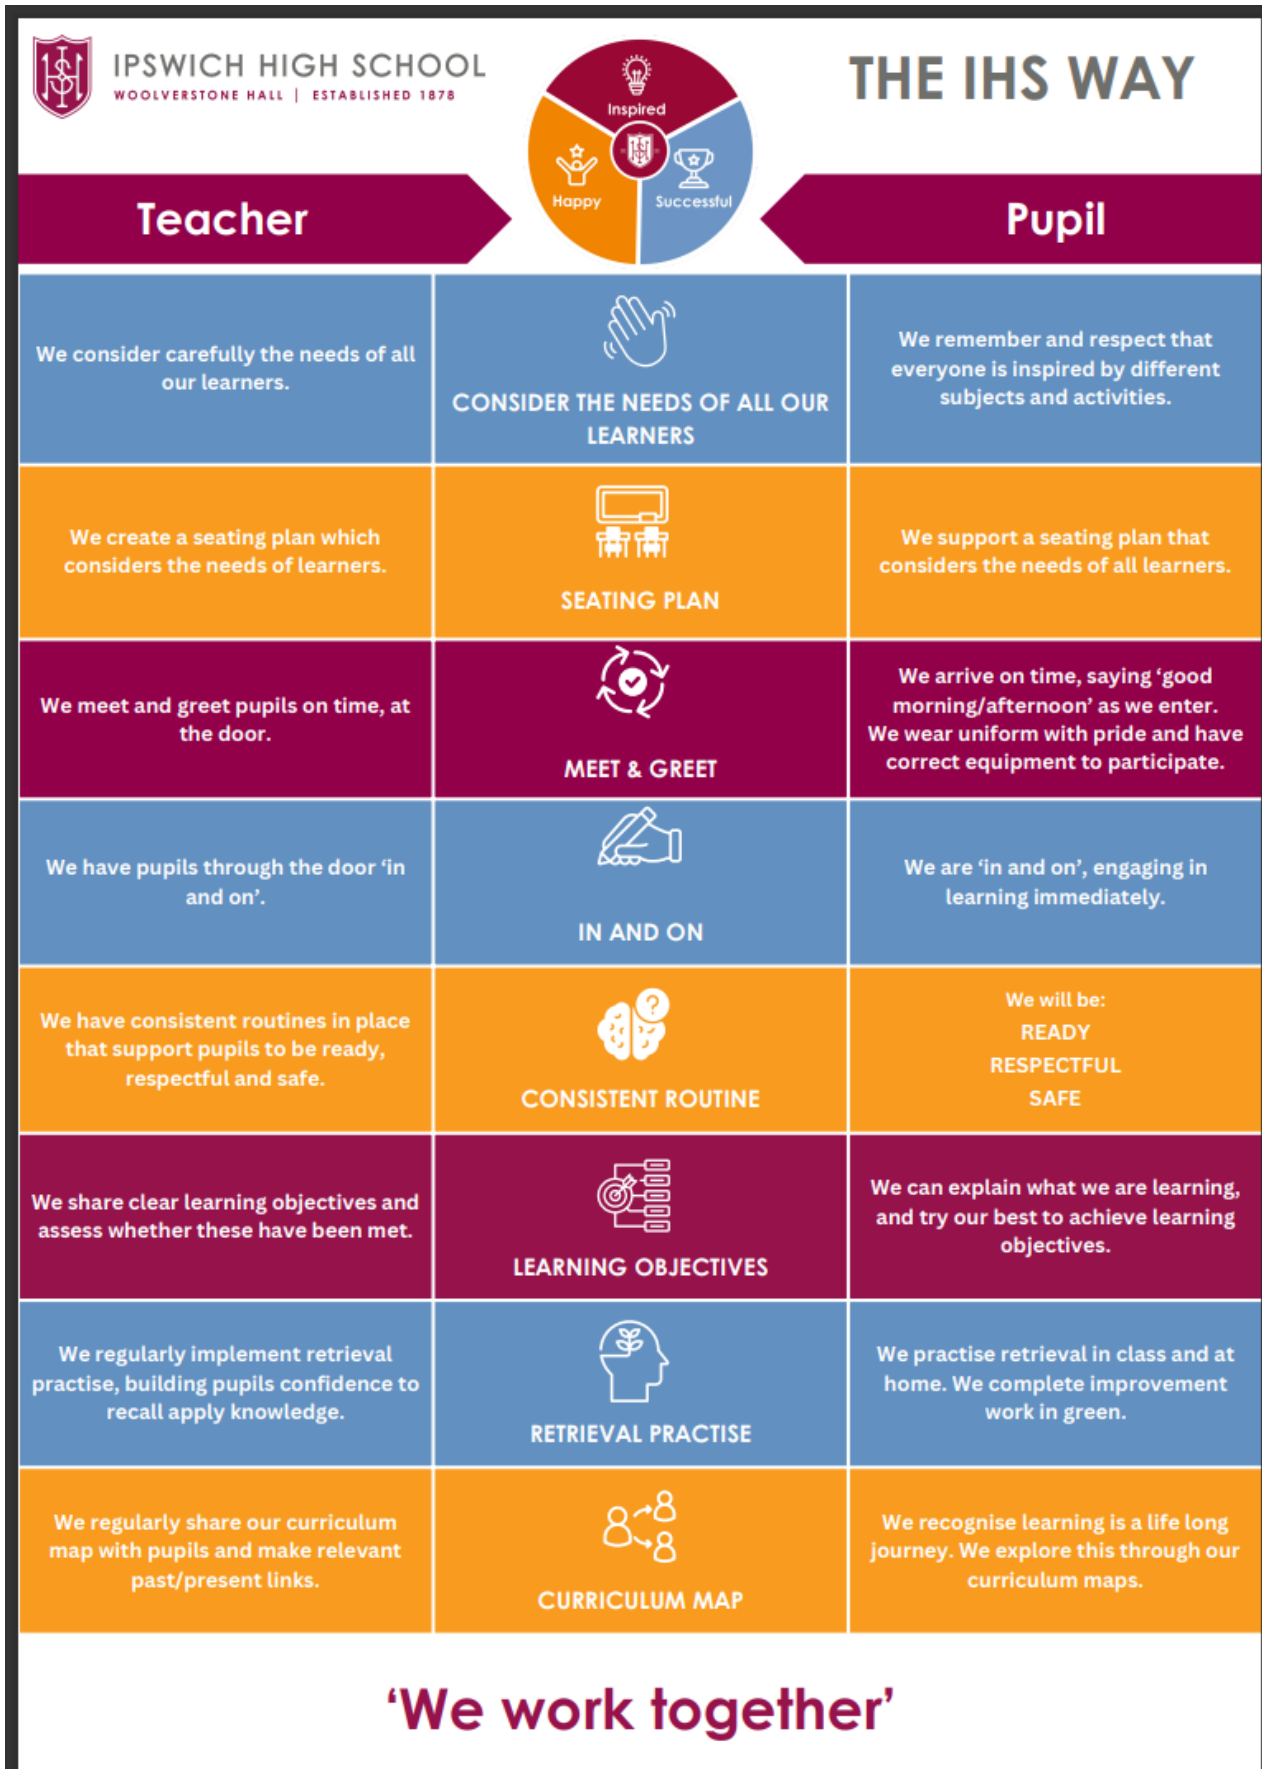 IPSWICH HIGH SCHOOL
WOOLVERSTONE HALL | ESTABLISHED 1878
Inspired
Happy
Successful
THE IHS WAY
Teacher
Pupil
We consider carefully the needs of all
our learners.
CONSIDER THE NEEDS OF ALL OUR
LEARNERS
We remember and respect that
everyone is inspired by different
subjects and activities.
We create a seating plan which
considers the needs of learners.
SEATING PLAN
We support a seating plan that
considers the needs of all learners.
We meet and greet pupils on time, at
the door.
MEET & GREET
We arrive on time, saying ‘good
morning/afternoon’ as we enter.
We wear uniform with pride and have
correct equipment to participate.
We have pupils through the door ‘in
and on’.
IN AND ON
We are ‘in and on’, engaging in
learning immediately.
We have consistent routines in place
that support pupils to be ready,
respectful and safe.
?
CONSISTENT ROUTINE
We will be:
READY
RESPECTFUL
SAFE
We share clear learning objectives and
assess whether these have been met.
LEARNING OBJECTIVES
We can explain what we are learning,
and try our best to achieve learning
objectives.
We regularly implement retrieval
practise, building pupils confidence to
recall apply knowledge.
RETRIEVAL PRACTISE
We practise retrieval in class and at
home. We complete improvement
work in green.
We regularly share our curriculum
map with pupils and make relevant
past/present links.
CURRICULUM MAP
We recognise learning is a life long
journey. We explore this through our
curriculum maps.
‘We work together’